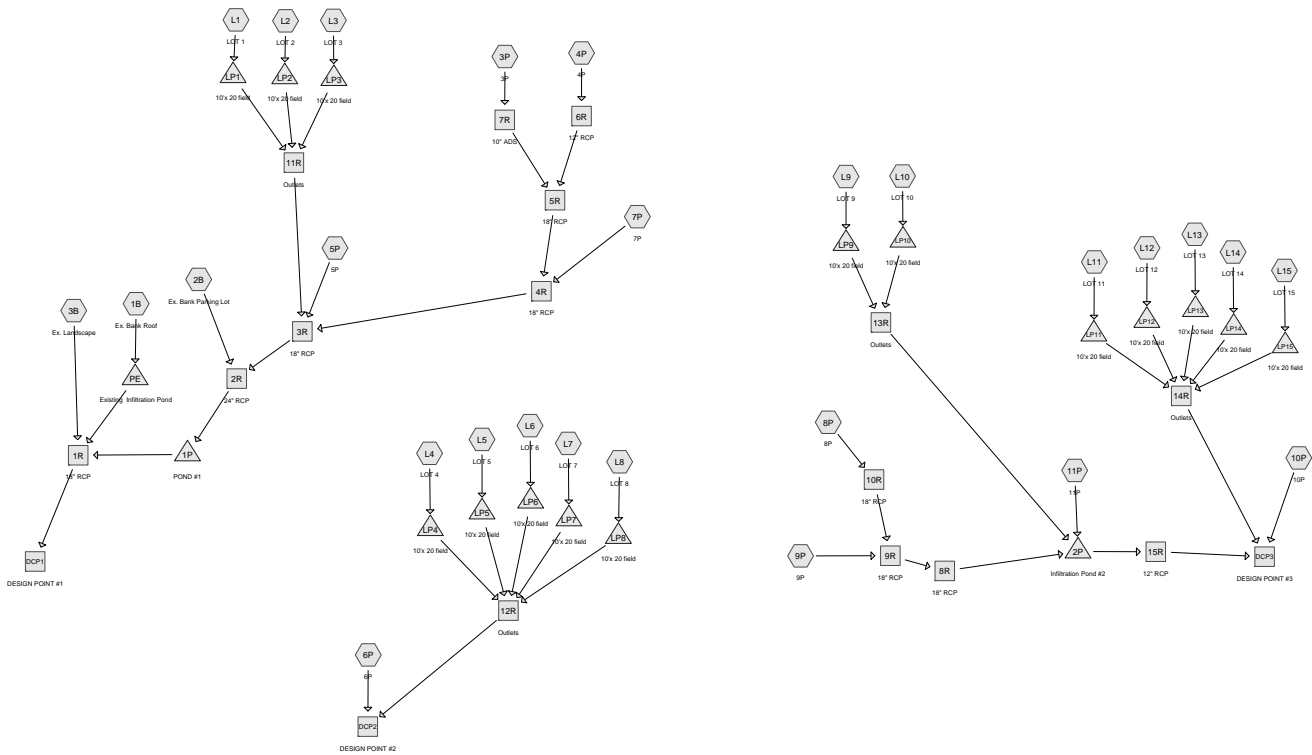 L1
LOT 1
LP1
10'x 20 field
L2
LOT 2
LP2
10'x 20 field
L3
LOT 3
LP3
10'x 20 field
11R
Outlets
3P
3P
7R
10" ADS
4P
4P
6R
12" RCP
5R
18" RCP
7P
7P
4R
18" RCP
5P
5P
3R
18" RCP
2B
Ex. Bank Parking Lot
2R
24" RCP
1B
Ex. Bank Roof
PE
Existing Infiltration Pond
3B
Ex. Landscape
1R
18" RCP
1P
POND #1
DCP1
DESIGN POINT #1
L4
LOT 4
LP4
10'x 20 field
L5
LOT 5
LP5
10'x 20 field
L6
LOT 6
LP6
10'x 20 field
L7
LOT 7
LP7
10'x 20 field
L8
LOT 8
LP8
10'x 20 field
12R
Outlets
6P
6P
DCP2
DESIGN POINT #2
L9
LOT 9
LP9
10'x 20 field
L10
LOT 10
LP10
10'x 20 field
13R
Outlets
L11
LOT 11
LP11
10'x 20 field
L12
LOT 12
LP12
10'x 20 field
L13
LOT 13
LP13
10'x 20 field
L14
LOT 14
LP14
10'x 20 field
L15
LOT 15
LP15
10'x 20 field
14R
Outlets
8P
8P
10R
18" RCP
9P
9P
9R
18" RCP
8R
18" RCP
11P
11P
2P
Infiltration Pond #2
15R
12" RCP
10P
10P
DCP3
DESIGN POINT #3